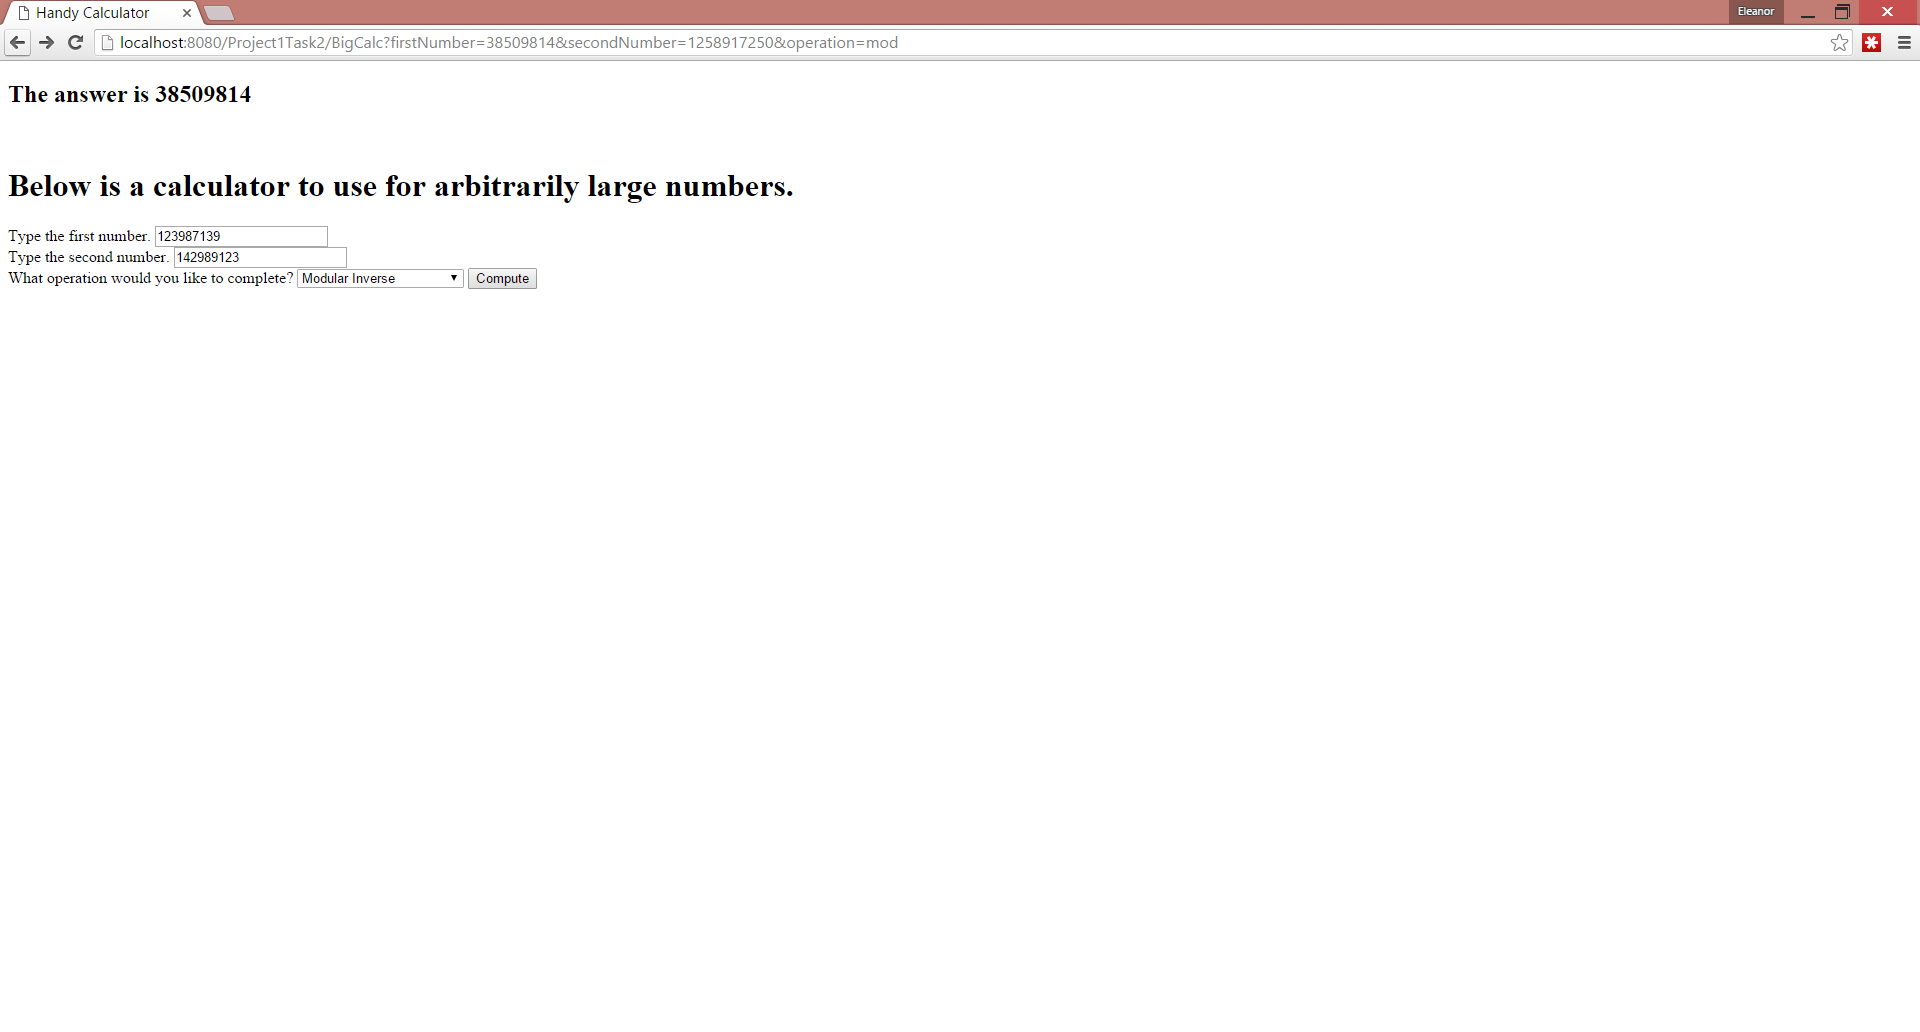 Handy Calculator
Eleanor
localhost:8080/Project1Task2/BigCalc?firstNumber=38509814&secondNumber=1258917250&operation=mod
The answer is 38509814
Below is a calculator to use for arbitrarily large numbers.
Type the first number. 123987139
Type the second number. 142989123
What operation would you like to complete? Modular Inverse Compute